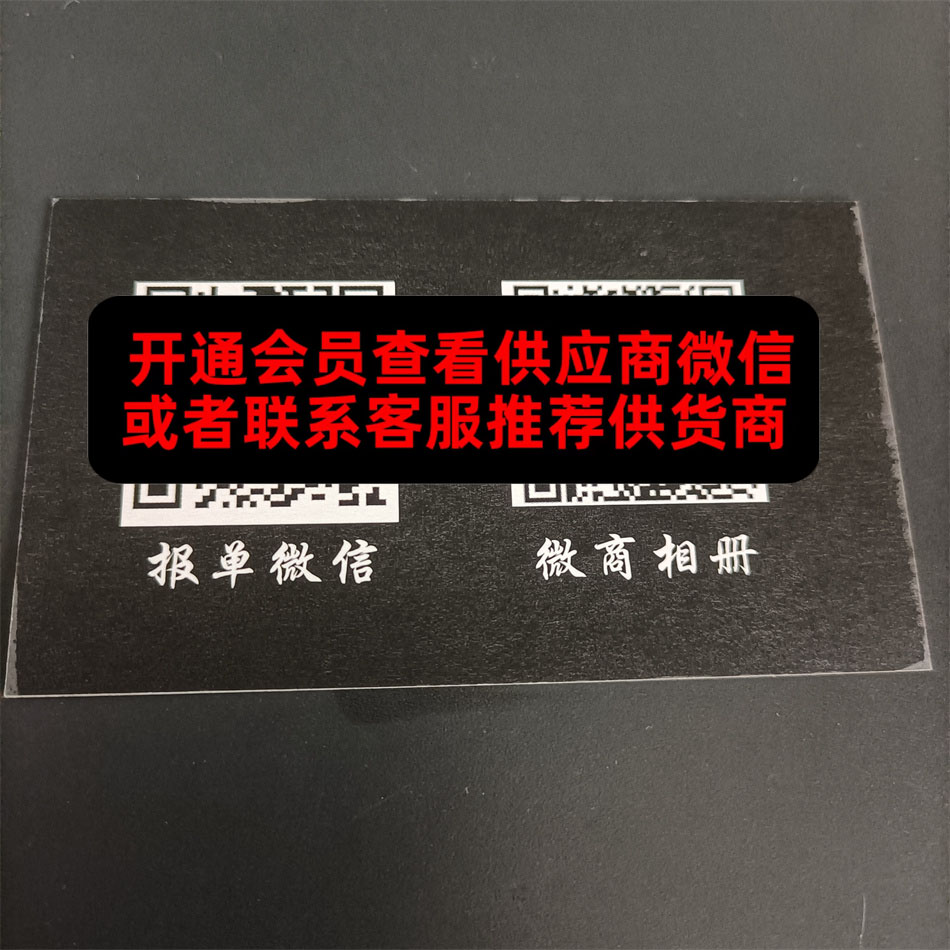 开通会员查看供应商微信
或者联系客服推荐供货商
报单微信
微商相册